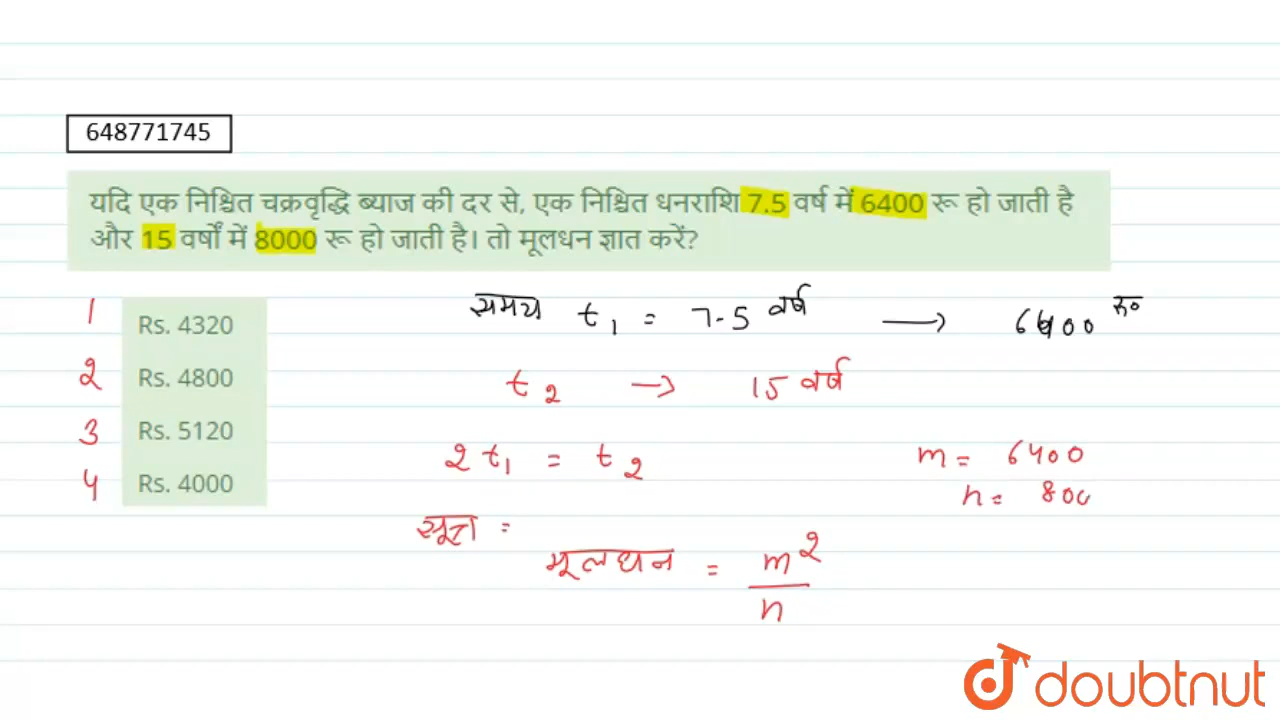 648771745
यदि एक निश्चित चक्रवृद्धि ब्याज की दर से, एक निश्चित धनराशि 7.5 वर्ष में 6400 रू हो जाती है
और 15 वर्षों में 8000 रू हो जाती है। तो मूलधन ज्ञात करें?
1 Rs. 4320
2 Rs. 4800
3 Rs. 5120
4 Rs. 4000
समय t₁ = 7.5 वर्ष → 6400 रू०
t₂ → 15 वर्ष
2t₁ = t₂
m = 6400
n = 800
सूत्र =
मूलधन = m²/n
doubtnut